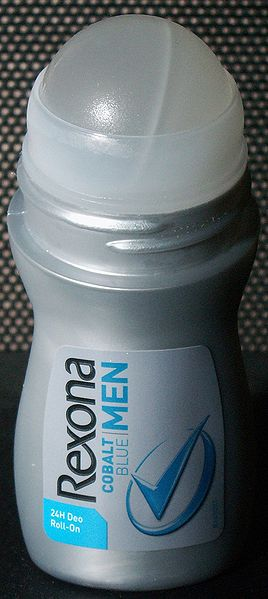 Rexona
COBALT
BLUE | MEN
24H Deo
Roll-On